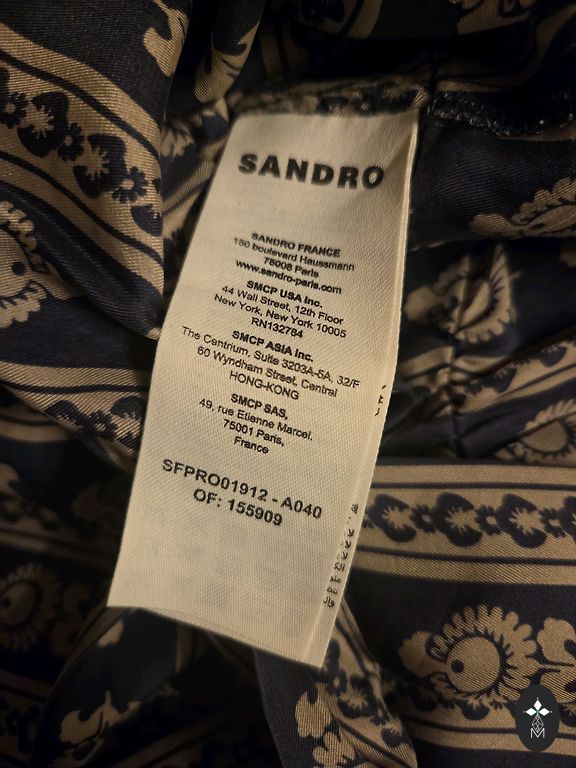 SANDRO
SANDRO FRANCE
150 boulevard Haussmann
75008 Paris
www.sandro-paris.com
SMCP USA Inc.
44 Wall Street, 12th Floor
New York, New York 10005
RN132784
SMCP ASIA Inc.
The Centrium, Suite 3203A-5A, 32/F
60 Wyndham Street, Central
HONG-KONG
SMCP SAS,
49, rue Etienne Marcel,
75001 Paris,
France
SFPRO01912 - A040
OF: 155909